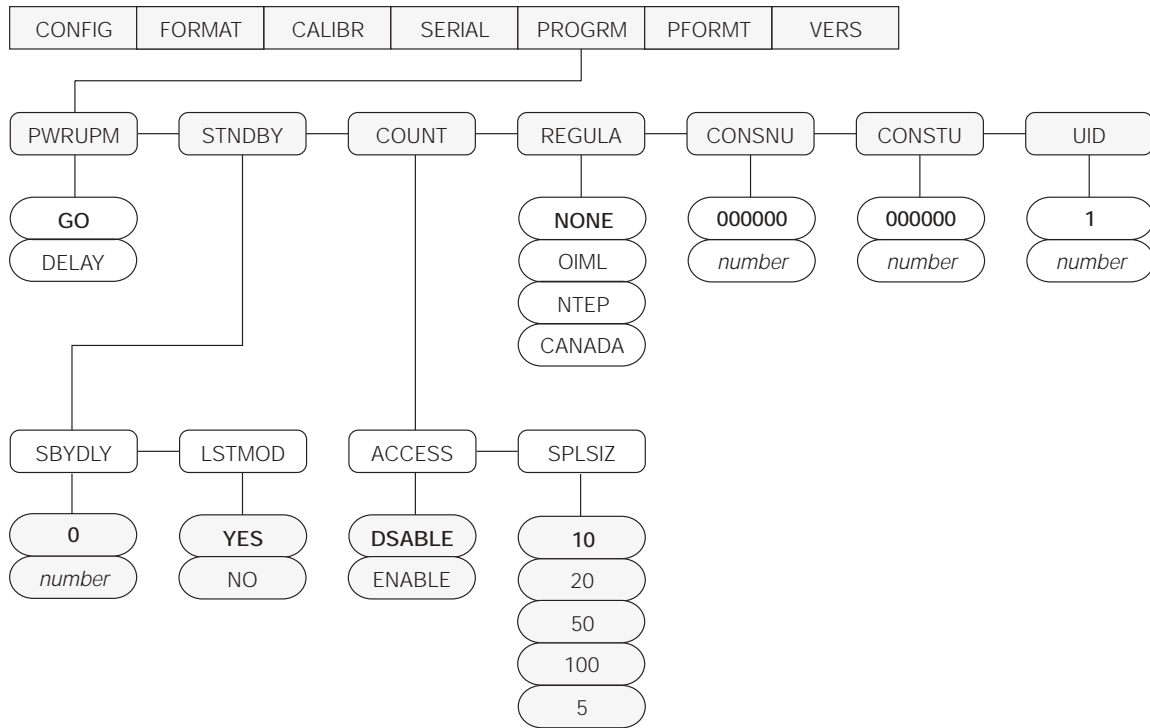 CONFIG FORMAT CALIBR SERIAL PROGRM PFORMT VERS
PWRUPM STNDBY COUNT REGULA CONSNU CONSTU UID
GO NONE 000000 000000 1
DELAY OIML number number number
NTEP
CANADA
SBYDLY LSTMOD ACCESS SPLSIZ
0 YES DSABLE 10
number NO ENABLE 20
50
100
5